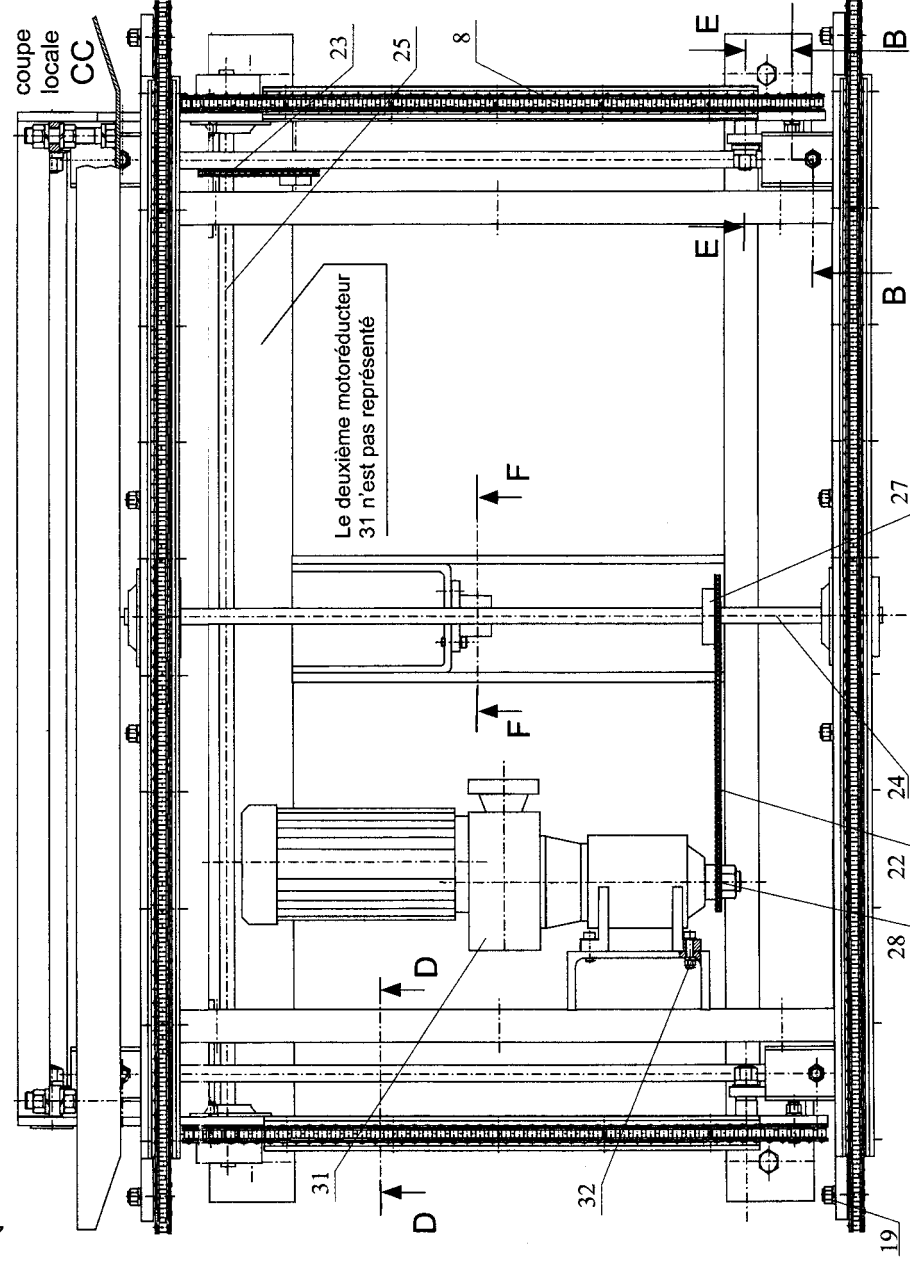 coupe
locale
CC
23
25
8
E
B
E
B
Le deuxième motoréducteur
31 n'est pas représenté
F
F
27
24
22
28
D
D
31
32
19